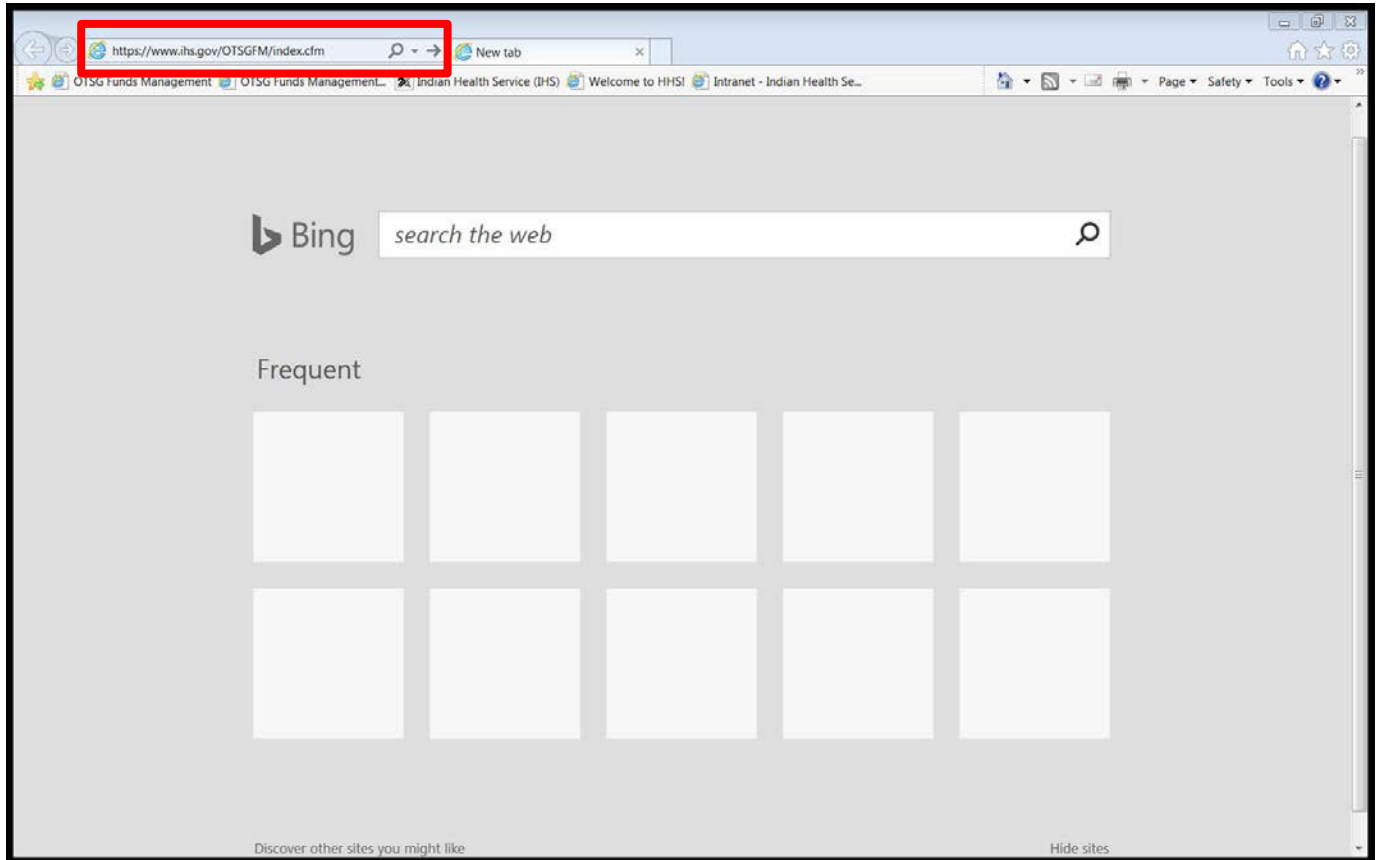 https://www.ihs.gov/OTSGFM/index.cfm New tab
OTSG Funds Management OTSG Funds Management... Indian Health Service (IHS) Welcome to HHS! Intranet - Indian Health Se... Page Safety Tools
Bing search the web
Frequent
Discover other sites you might like Hide sites